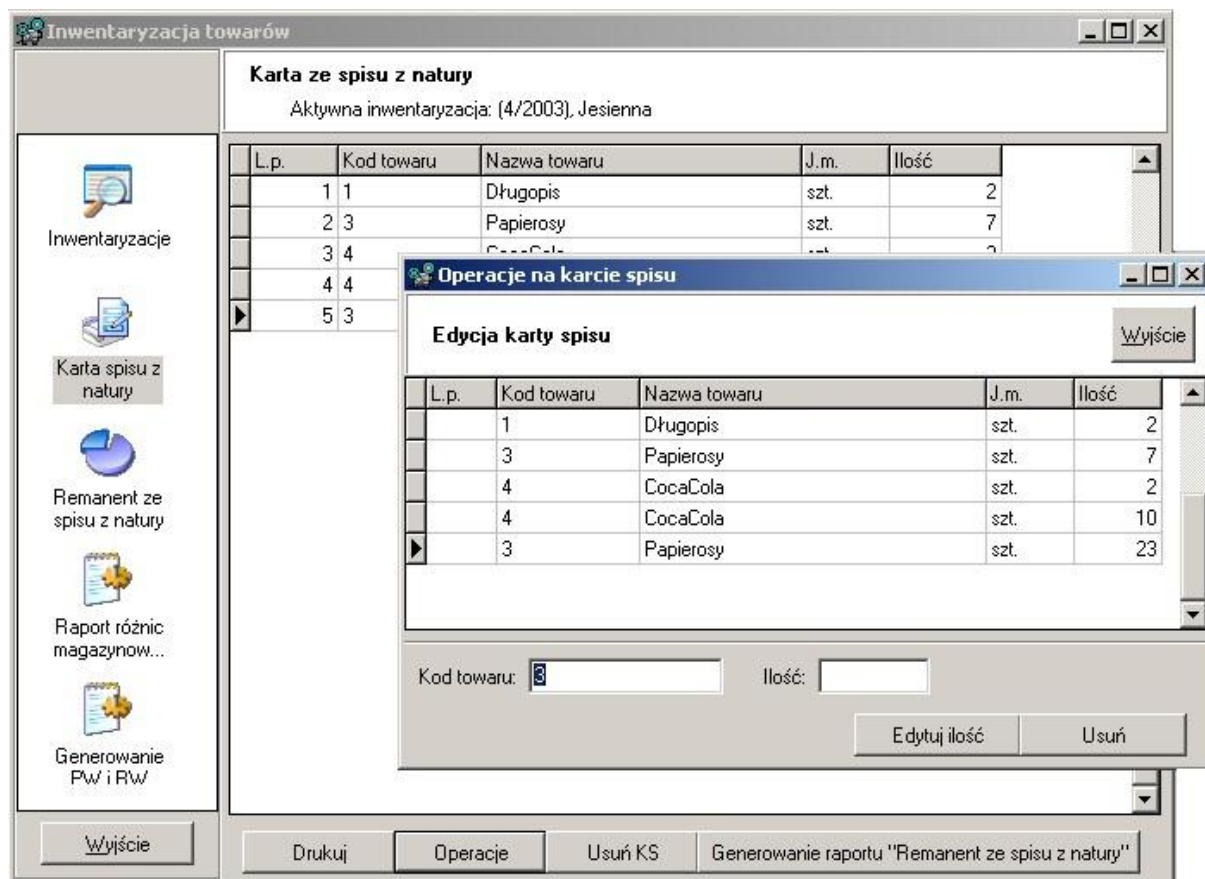 Inwentaryzacja towarów
Karta ze spisu z natury
Aktywna inwentaryzacja: (4/2003), Jesienna
Inwentaryzacje
Karta spisu z
natury
Remanent ze
spisu z natury
Raport różnic
magazynow...
Generowanie
PW i RW
Wyjście
L.p. Kod towaru Nazwa towaru J.m. Ilość
1 1 Długopis szt. 2
2 3 Papierosy szt. 7
3 4 CocaCola szt. 2
4 4
5 3
Operacje na karcie spisu
Edycja karty spisu
Wyjście
L.p. Kod towaru Nazwa towaru J.m. Ilość
1 Długopis szt. 2
3 Papierosy szt. 7
4 CocaCola szt. 2
4 CocaCola szt. 10
3 Papierosy szt. 23
Kod towaru: 3 Ilość:
Edytuj ilość Usuń
Drukuj Operacje Usuń KS Generowanie raportu "Remanent ze spisu z natury"